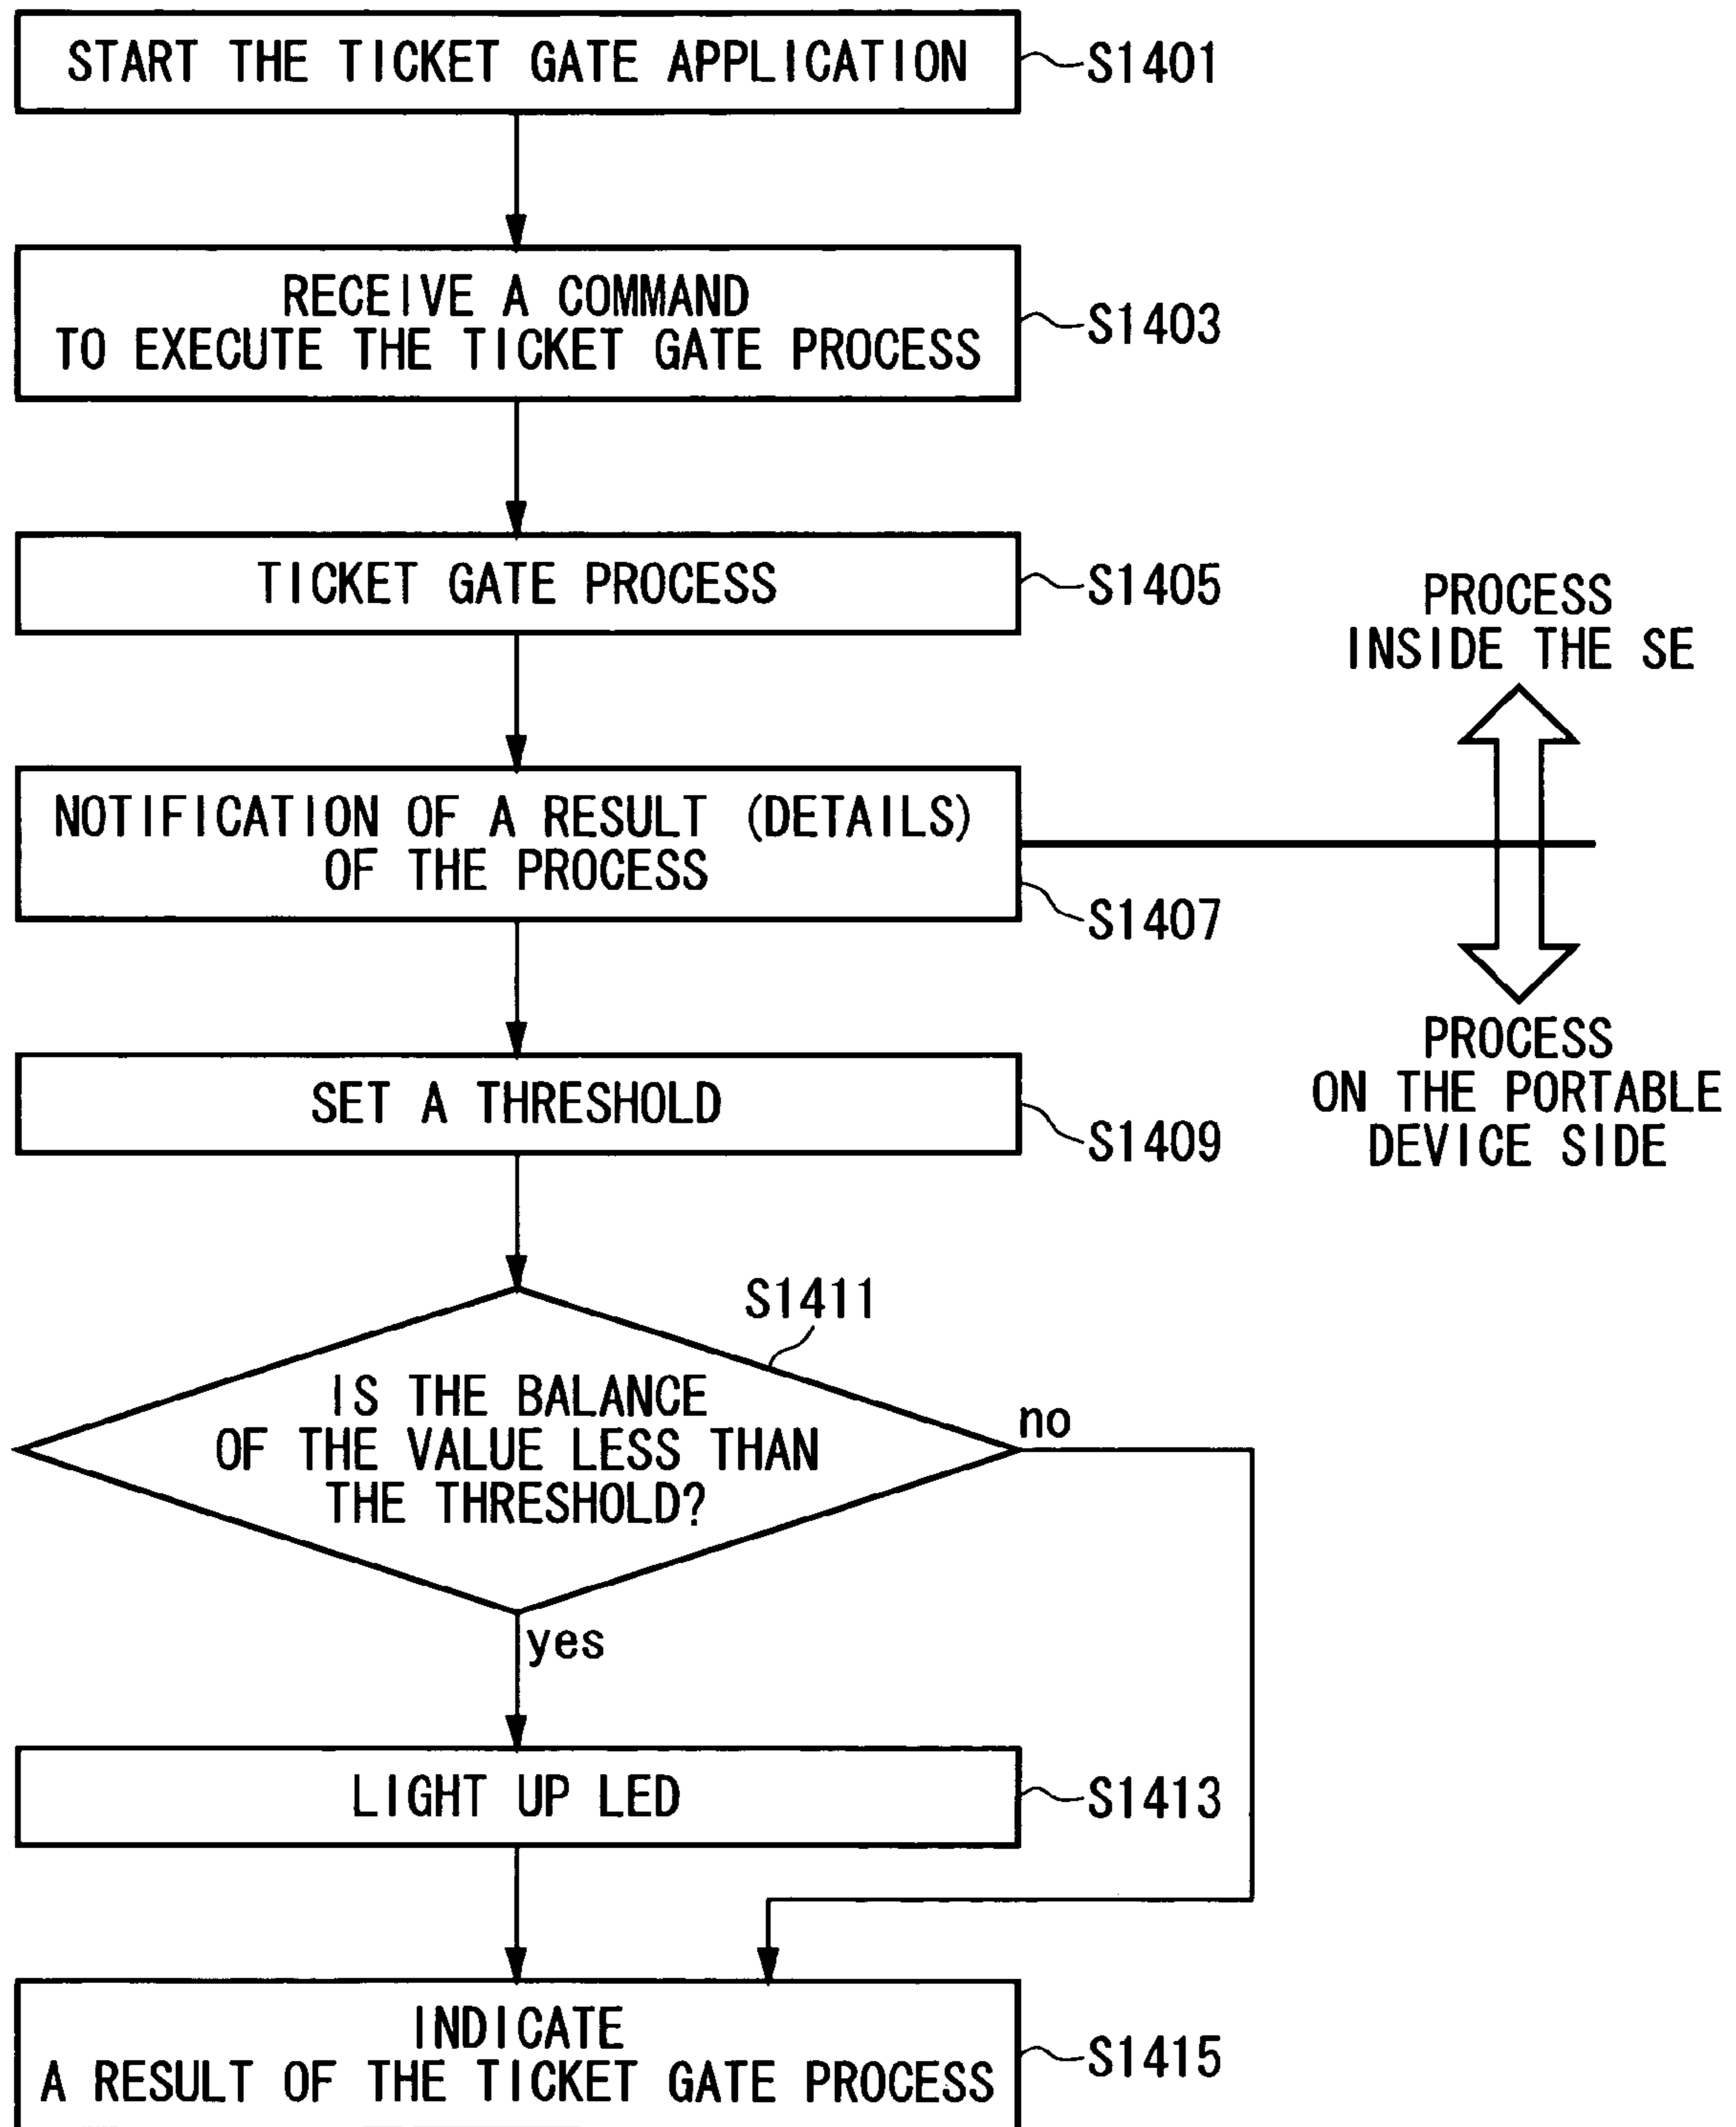 START THE TICKET GATE APPLICATION
S1401
RECEIVE A COMMAND
TO EXECUTE THE TICKET GATE PROCESS
S1403
TICKET GATE PROCESS
S1405
PROCESS
INSIDE THE SE
NOTIFICATION OF A RESULT (DETAILS)
OF THE PROCESS
S1407
PROCESS
ON THE PORTABLE
DEVICE SIDE
SET A THRESHOLD
S1409
S1411
IS THE BALANCE
OF THE VALUE LESS THAN
THE THRESHOLD?
no
yes
LIGHT UP LED
S1413
INDICATE
A RESULT OF THE TICKET GATE PROCESS
S1415